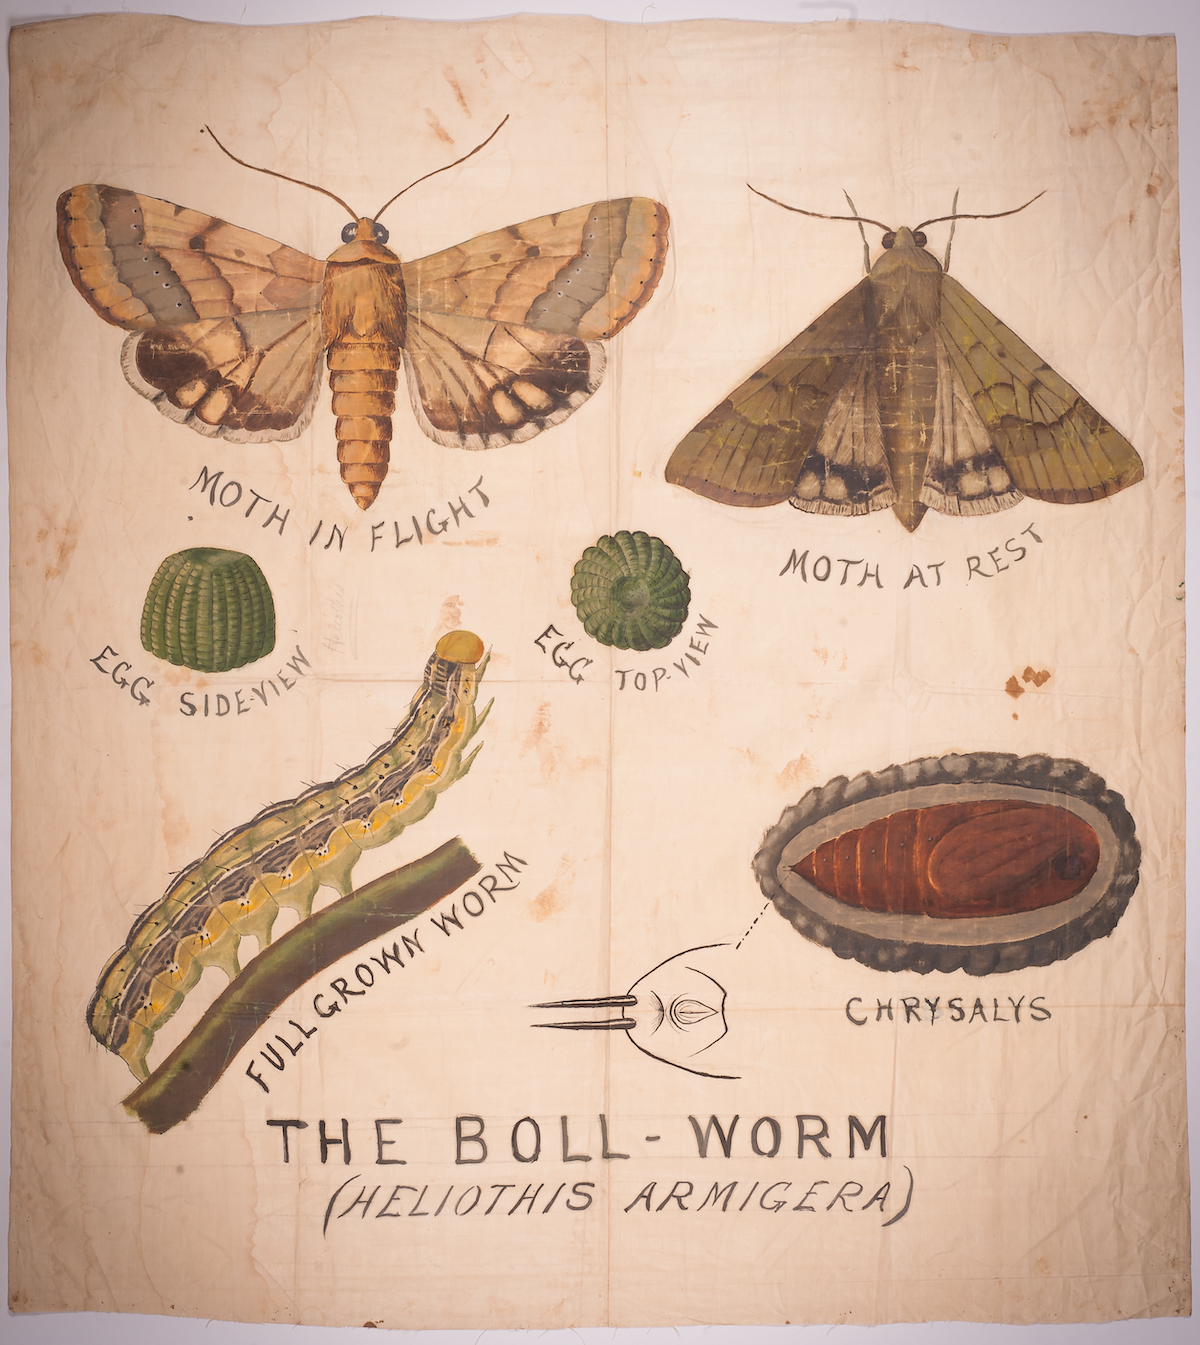 MOTH IN FLIGHT
MOTH AT REST
EGG SIDE-VIEW
EGG TOP-VIEW
FULL GROWN WORM
CHRYSALYS
THE BOLL-WORM
(HELIOTHIS ARMIGERA)